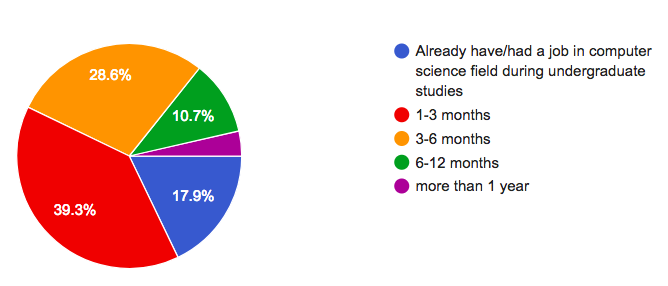 28.6%
10.7%
17.9%
39.3%
Already have/had a job in computer
science field during undergraduate
studies
1-3 months
3-6 months
6-12 months
more than 1 year